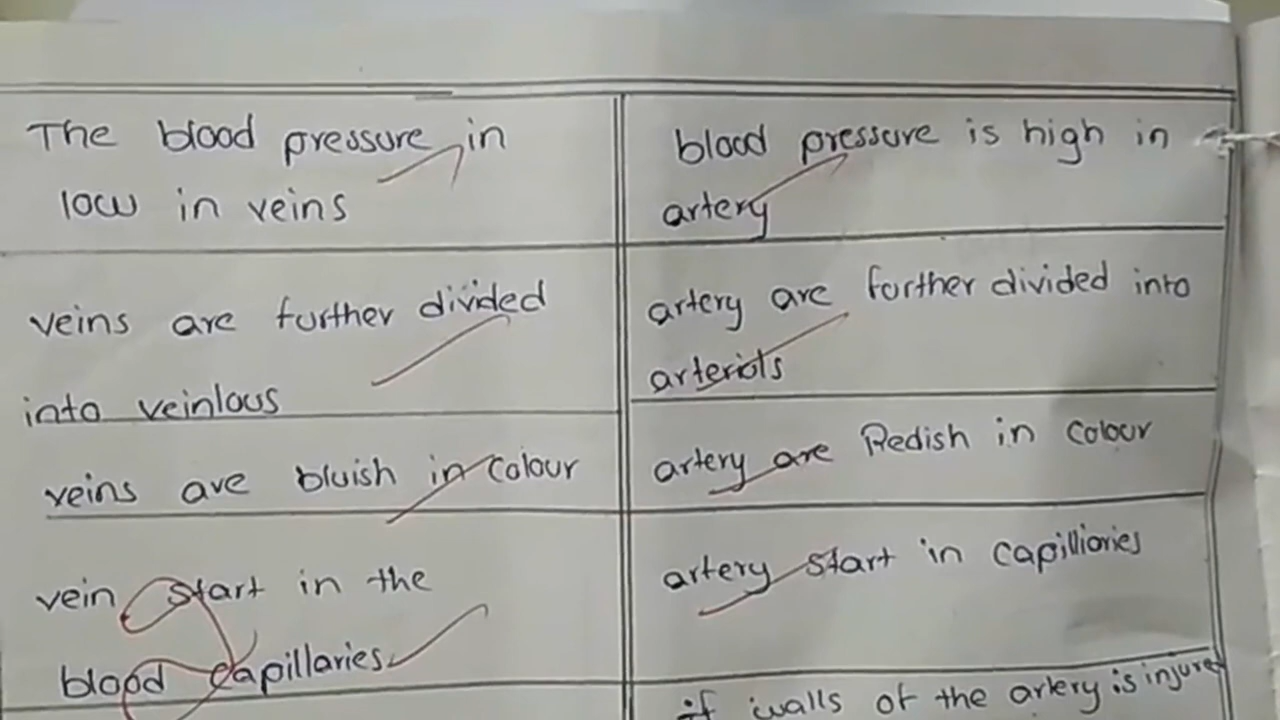 The blood pressure in
low in veins
blood pressure is high in
artery
veins are further divided
into veinlous
artery are further divided into
arteriols
veins are bluish in colour
artery are Redish in colour
vein start in the
blood capillaries
artery start in capilliaries
if walls of the artery is injured